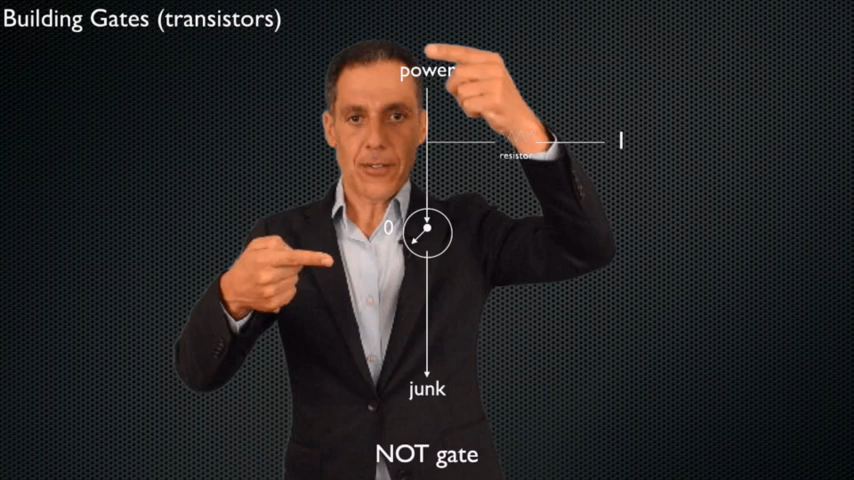 Building Gates (transistors)
power
resistor
1
0
junk
NOT gate